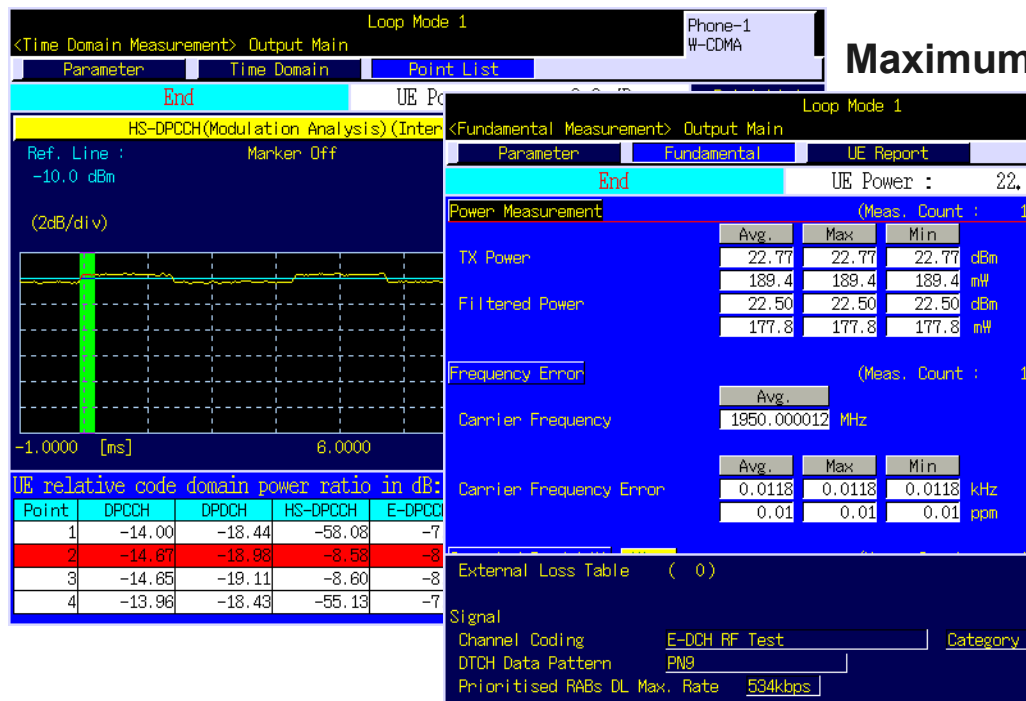 Loop Mode 1
Phone-1
<Time Domain Measurement> Output Main
W-CDMA
Parameter Time Domain Point List
End
HS-DPCCH(Modulation Analysis)(Inter
Ref. Line : Marker Off
-10.0 dBm
(2dB/div)
-1.0000 [ms] 6.0000
UE relative code domain power ratio in dB:
Point DPCCH DPDCH HS-DPCCH E-DPCC
1 -14.00 -18.44 -58.08 -7
2 -14.67 -18.98 -8.58 -8
3 -14.65 -19.11 -8.60 -8
4 -13.96 -18.43 -55.13 -7
Maximum
Loop Mode 1
<Fundamental Measurement> Output Main
Parameter Fundamental UE Report
End UE Power : 22.
Power Measurement (Meas. Count : 1
Avg. Max Min
TX Power 22.77 22.77 22.77 dBm
189.4 189.4 189.4 mW
Filtered Power 22.50 22.50 22.50 dBm
177.8 177.8 177.8 mW
Frequency Error (Meas. Count : 1
Avg.
Carrier Frequency 1950.000012 MHz
Avg. Max Min
Carrier Frequency Error 0.0118 0.0118 0.0118 kHz
0.01 0.01 0.01 ppm
External Loss Table ( 0)
Signal
Channel Coding E-DCH RF Test Category
DTCH Data Pattern PN9
Prioritised RABs DL Max. Rate 534kbps